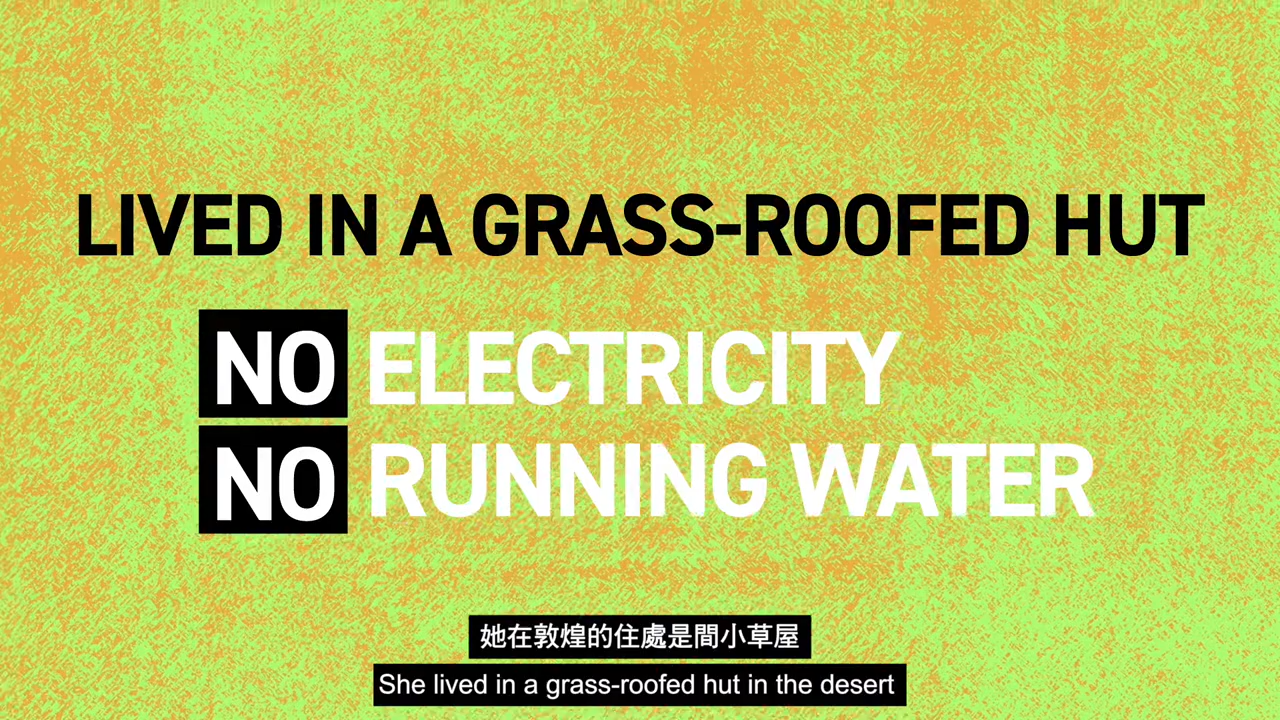 LIVED IN A GRASS-ROOFED HUT
NO ELECTRICITY
NO RUNNING WATER
她在敦煌的住處是間小草屋
She lived in a grass-roofed hut in the desert